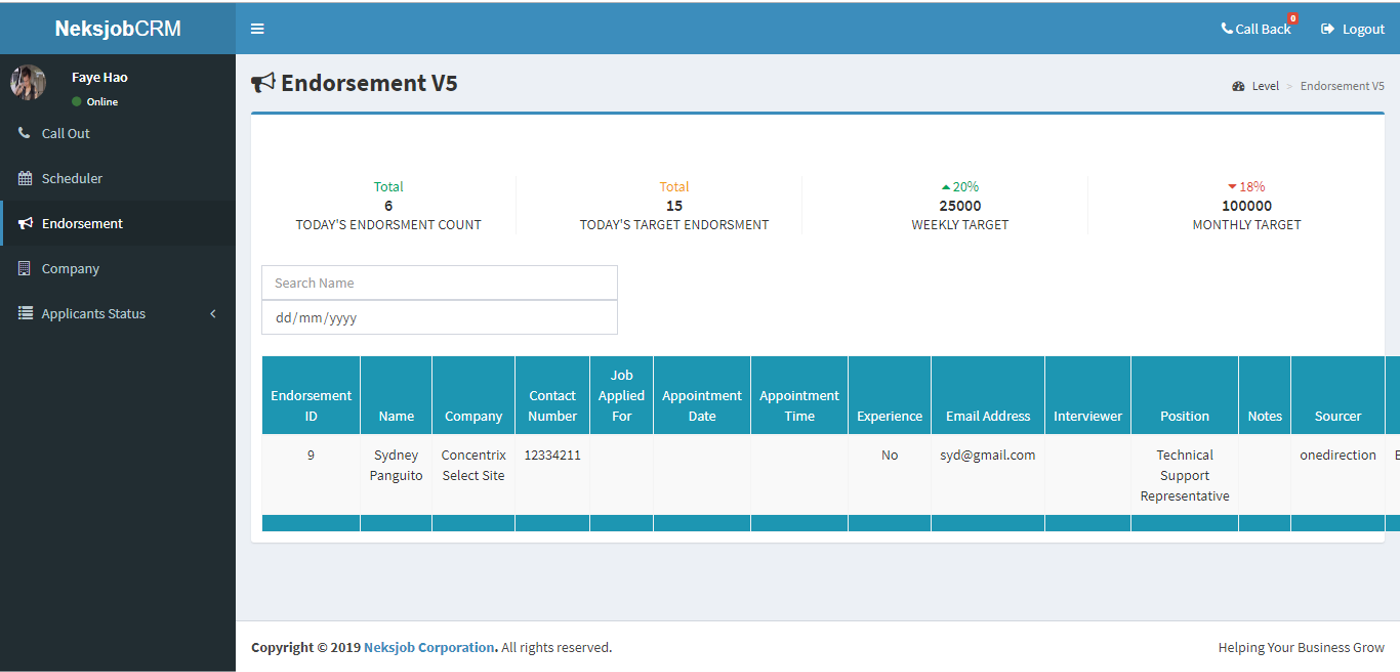 NeksjobCRM
Call Back 0 Logout
Faye Hao
Online
Call Out
Scheduler
Endorsement
Company
Applicants Status
Endorsement V5
Level > Endorsement V5
Total
6
TODAY'S ENDORSMENT COUNT
Total
15
TODAY'S TARGET ENDORSMENT
20%
25000
WEEKLY TARGET
18%
100000
MONTHLY TARGET
Search Name
dd/mm/yyyy
Endorsement
ID
Name
Company
Contact
Number
Job
Applied
For
Appointment
Date
Appointment
Time
Experience
Email Address
Interviewer
Position
Notes
Sourcer
9
Sydney
Panguito
Concentrix
Select Site
12334211
No
syd@gmail.com
Technical
Support
Representative
onedirection
Copyright © 2019 Neksjob Corporation. All rights reserved.
Helping Your Business Grow